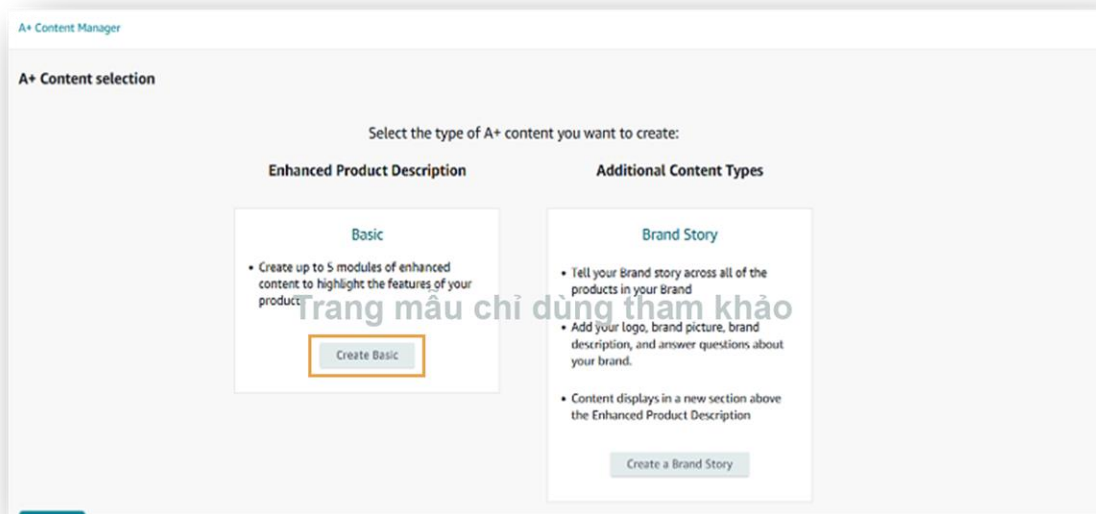 A+ Content Manager
A+ Content selection
Select the type of A+ content you want to create:
Enhanced Product Description
Additional Content Types
Basic
• Create up to 5 modules of enhanced
content to highlight the features of your
product
Create Basic
Brand Story
• Tell your Brand story across all of the
products in your Brand
• Add your logo, brand picture, brand
description, and answer questions about
your brand.
• Content displays in a new section above
the Enhanced Product Description
Create a Brand Story
Trang mẫu chỉ dùng tham khảo